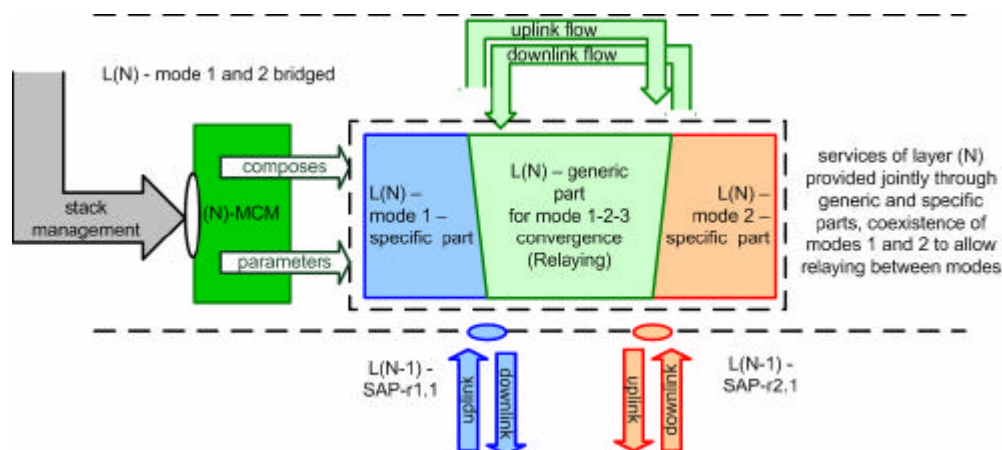 uplink flow
downlink flow
L(N) - mode 1 and 2 bridged
composes
(N)-MCM
parameters
stack
management
L(N) –
mode 1 –
specific part
L(N) – generic
part
for mode 1-2-3
convergence
(Relaying)
L(N) –
mode 2 –
specific part
services of layer (N)
provided jointly through
generic and specific
parts, coexistence of
modes 1 and 2 to allow
relaying between modes
L(N-1) -
SAP-r1,1
uplink
downlink
uplink
downlink
L(N-1) -
SAP-r2,1